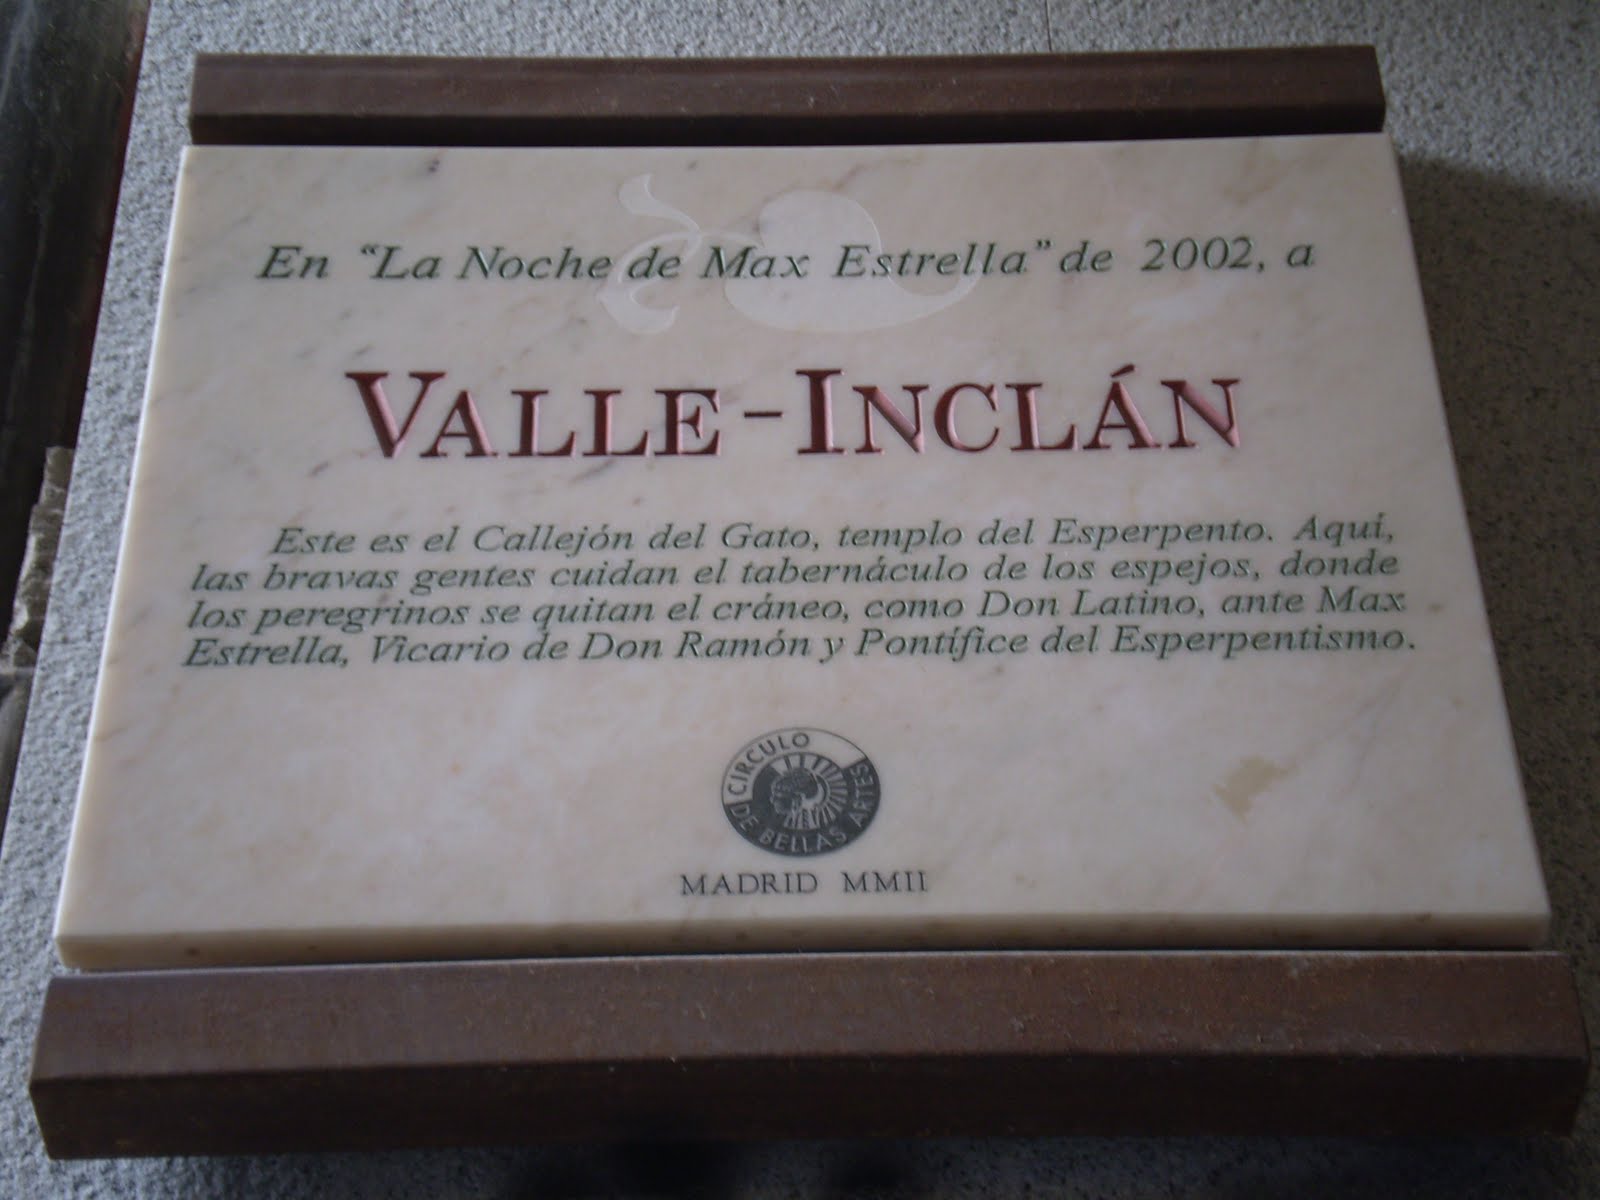 En “La Noche de Max Estrella” de 2002, a
VALLE-INCLÁN
Este es el Callejón del Gato, templo del Esperpento. Aquí,
las bravas gentes cuidan el tabernáculo de los espejos, donde
los peregrinos se quitan el cráneo, como Don Latino, ante Max
Estrella, Vicario de Don Ramón y Pontífice del Esperpentismo.
CIRCULO
DE BELLAS ARTES
MADRID MMII